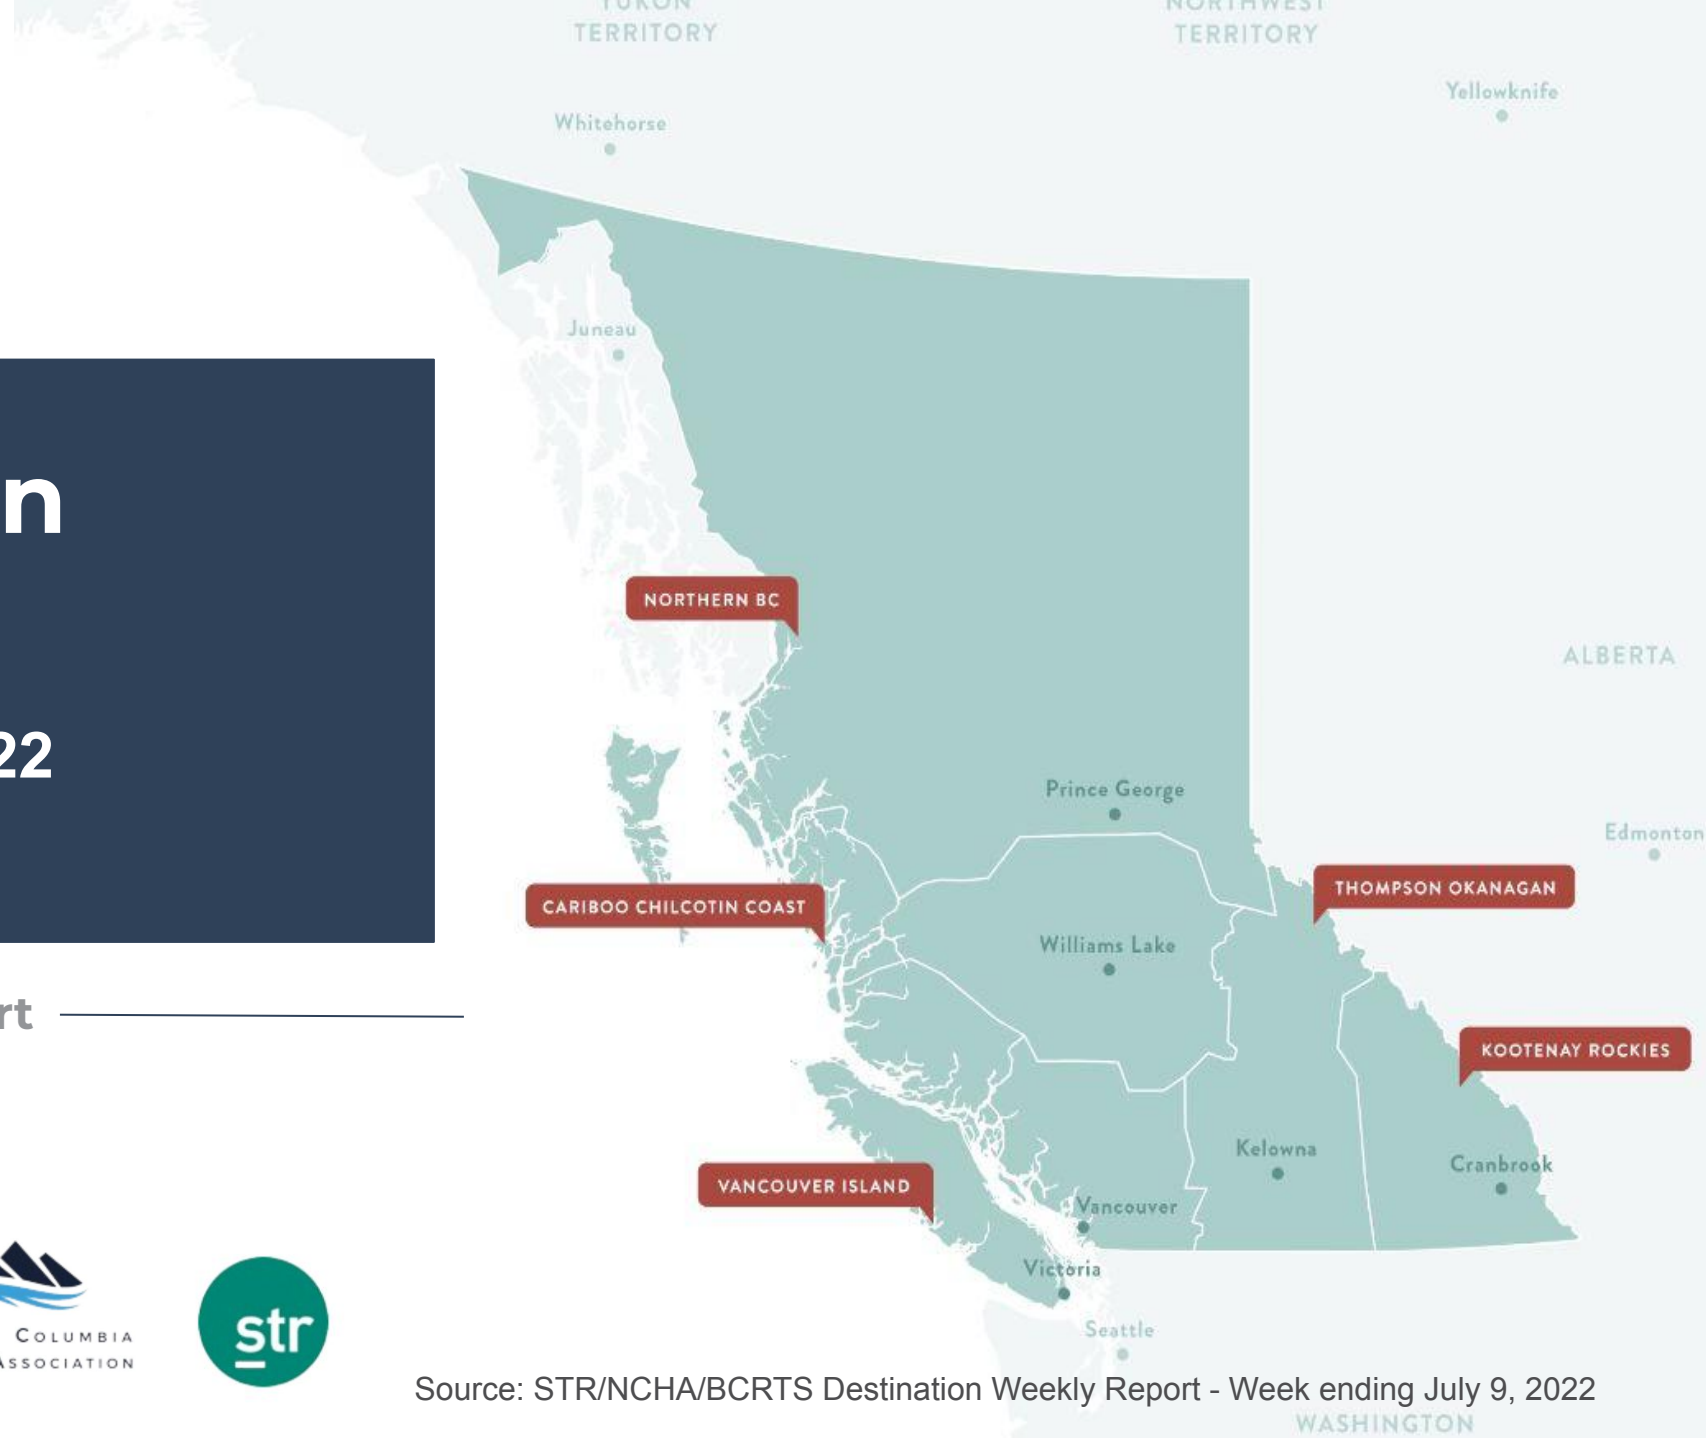 YUKON
TERRITORY
NORTHWEST
TERRITORY
Yellowknife
Whitehorse
Juneau
n
NORTHERN BC
ALBERTA
22
Prince George
Edmonton
THOMPSON OKANAGAN
CARIBOO CHILCOTIN COAST
Williams Lake
rt
KOOTENAY ROCKIES
Kelowna
Cranbrook
VANCOUVER ISLAND
Vancouver
Victoria
COLUMBIA
ASSOCIATION
str
Seattle
Source: STR/NCHA/BCRTS Destination Weekly Report - Week ending July 9, 2022
WASHINGTON